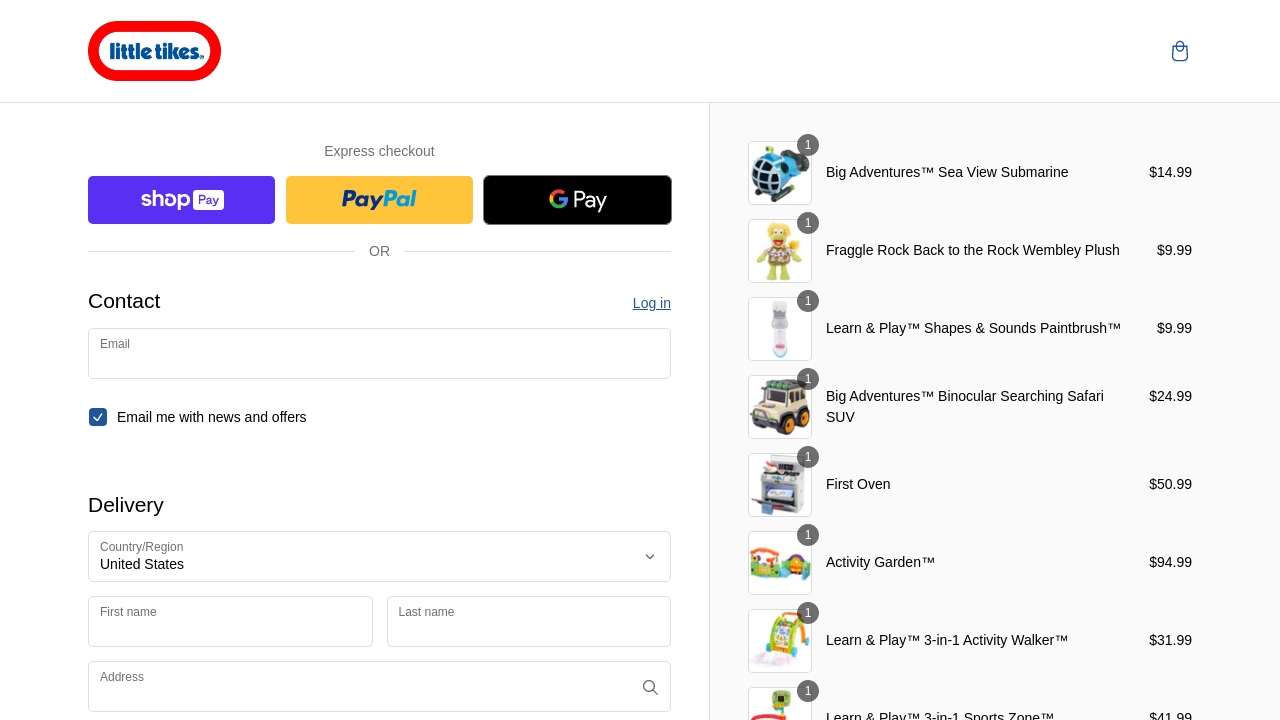 little tikes
Express checkout
shop Pay
PayPal
G Pay
OR
Contact
Log in
Email
Email me with news and offers
Delivery
Country/Region
United States
First name
Last name
Address
1
Big Adventures™ Sea View Submarine
$14.99
1
Fraggle Rock Back to the Rock Wembley Plush
$9.99
1
Learn & Play™ Shapes & Sounds Paintbrush™
$9.99
1
Big Adventures™ Binocular Searching Safari
SUV
$24.99
1
First Oven
$50.99
1
Activity Garden™
$94.99
1
Learn & Play™ 3-in-1 Activity Walker™
$31.99
1
Learn & Play™ 3-in-1 Sports Zone™
$41.99